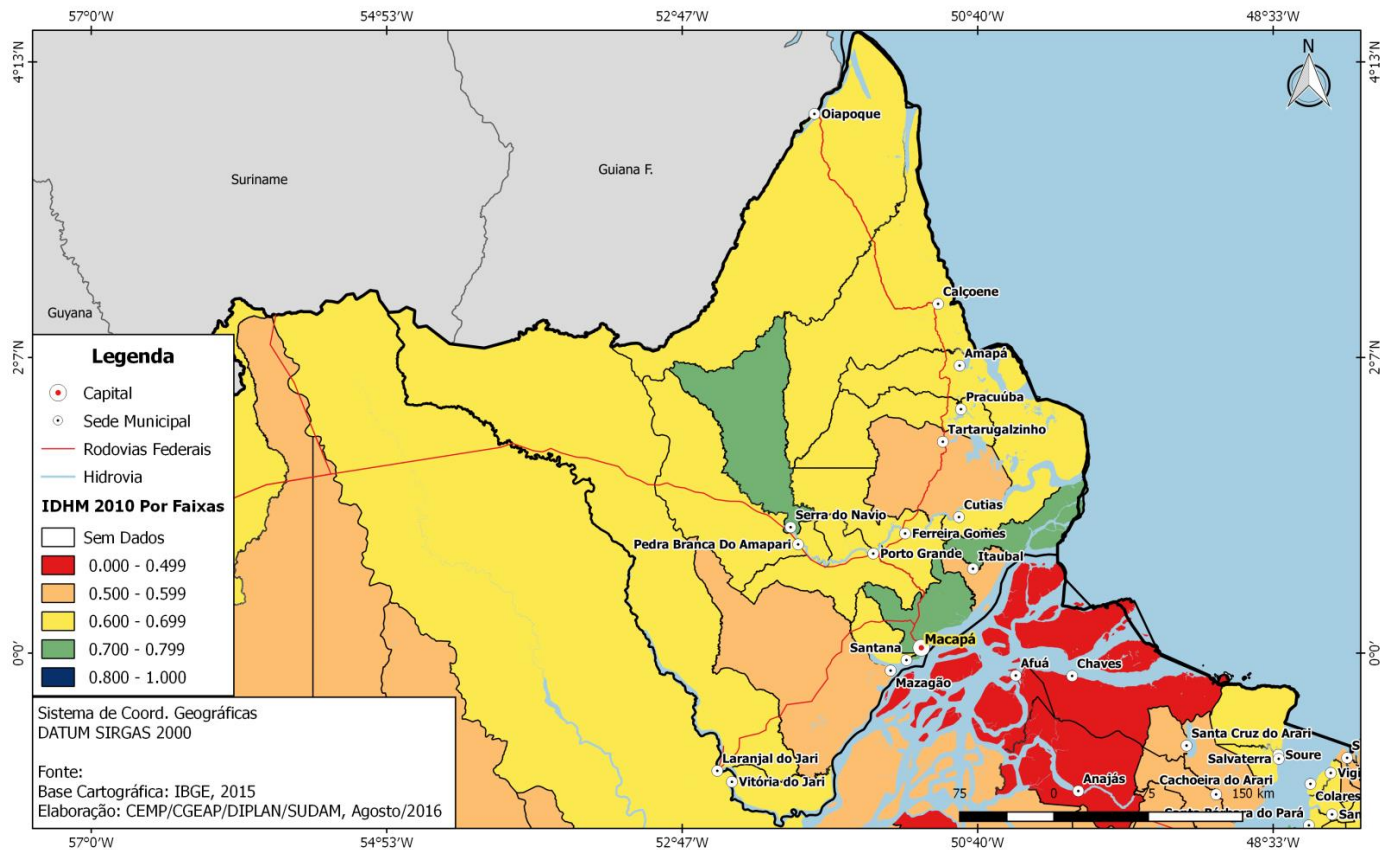 57°0'W 54°53'W 52°47'W 50°40'W 48°33'W
4°13'N 4°13'N
N
Oiapoque
Suriname
Guiana F.
Guyana
Calçoene
2°7'N 2°7'N
Legenda
Capital
Sede Municipal
Rodovias Federais
Hidrovia
IDHM 2010 Por Faixas
Sem Dados
0.000 - 0.499
0.500 - 0.599
0.600 - 0.699
0.700 - 0.799
0.800 - 1.000
Amapá
Pracuúba
Tartarugalzinho
Cutias
Serra do Navio
Ferreira Gomes
Pedra Branca Do Amapari
Porto Grande
Itaubal
Macapá
Santana
0°0' 0°0'
Mazagão
Afuá
Chaves
Sistema de Coord. Geográficas
DATUM SIRGAS 2000
Fonte:
Base Cartográfica: IBGE, 2015
Elaboração: CEMP/CGEAP/DIPLAN/SUDAM, Agosto/2016
Santa Cruz do Arari
Soure
Salvaterra
Laranjal do Jari
Vitória do Jari
Anajás
Cachoeira do Arari
Colares
75 0 75 150 km
57°0'W 54°53'W 52°47'W 50°40'W 48°33'W